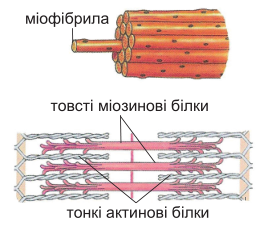 міофібрила
товсті міозинові білки
тонкі актинові білки